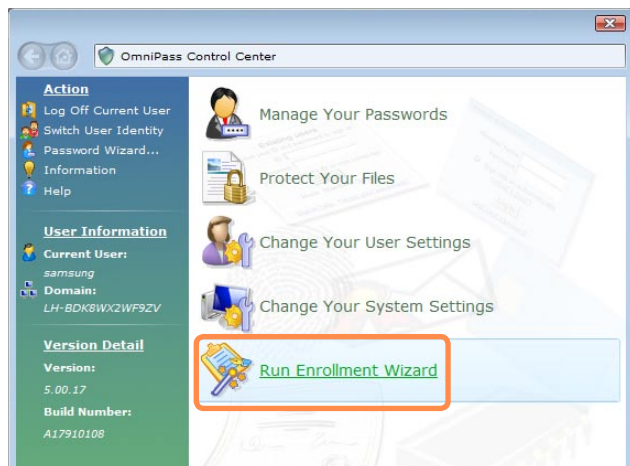 OmniPass Control Center
Action
Log Off Current User
Switch User Identity
Password Wizard...
Information
Help
User Information
Current User:
samsung
Domain:
LH-BDK8WX2WF9ZV
Version Detail
Version:
5.00.17
Build Number:
A17910108
Manage Your Passwords
Protect Your Files
Change Your User Settings
Change Your System Settings
Run Enrollment Wizard